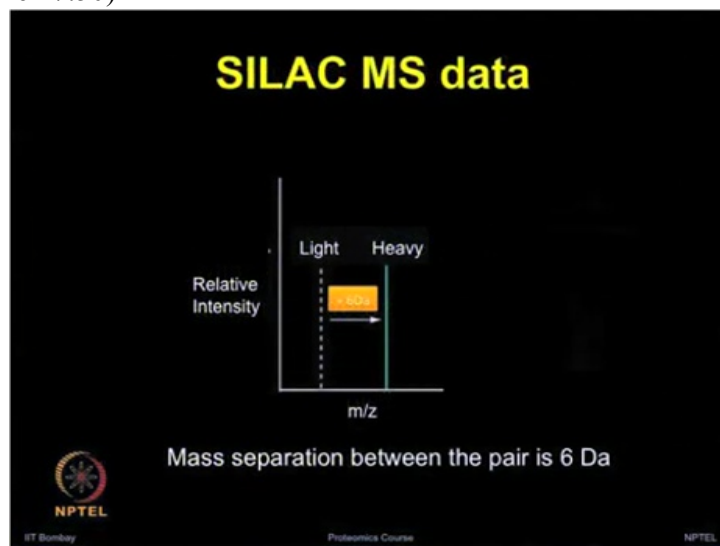 SILAC MS data
Light Heavy
Relative
Intensity
+ 6Da
m/z
Mass separation between the pair is 6 Da
NPTEL
IIT Bombay Proteomics Course NPTEL